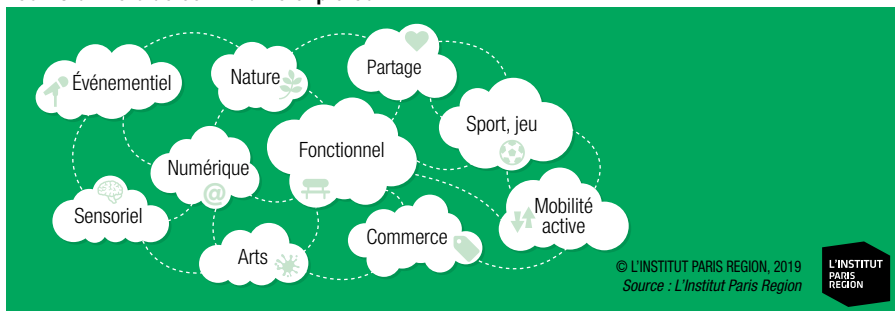 Événementiel
Nature
Partage
Sport, jeu
Numérique
@
Fonctionnel
Sensoriel
Arts
Commerce
Mobilité
active
© L'INSTITUT PARIS REGION, 2019
Source : L'Institut Paris Region
L'INSTITUT
PARIS
REGION